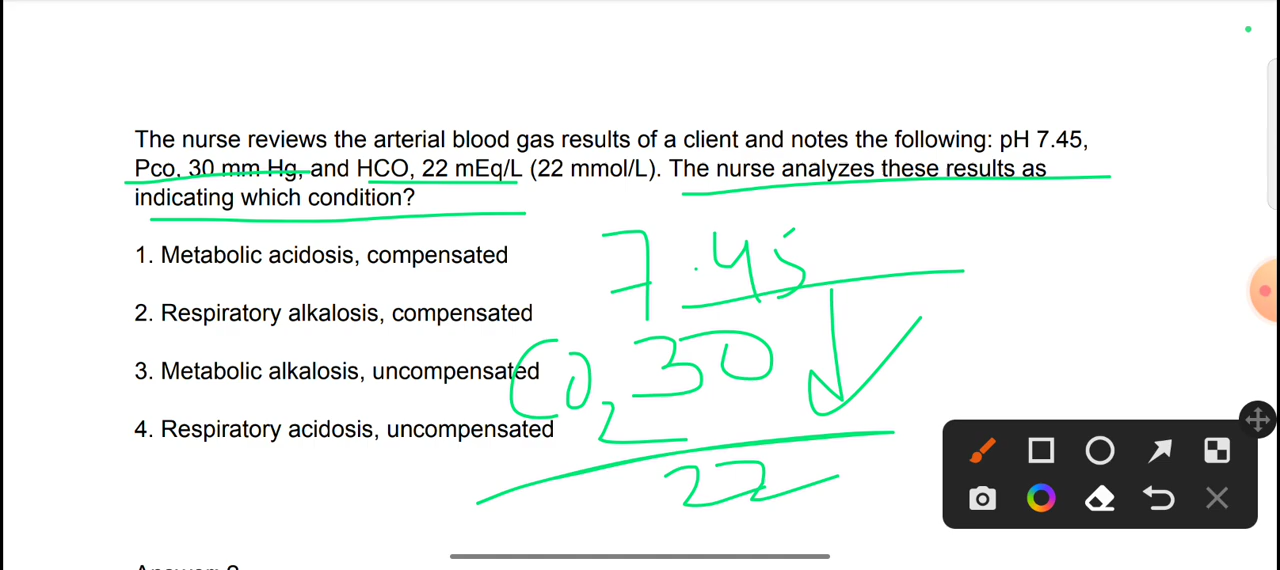 The nurse reviews the arterial blood gas results of a client and notes the following: pH 7.45,
Pco, 30 mm Hg, and HCO, 22 mEq/L (22 mmol/L). The nurse analyzes these results as
indicating which condition?
1. Metabolic acidosis, compensated
2. Respiratory alkalosis, compensated
3. Metabolic alkalosis, uncompensated
4. Respiratory acidosis, uncompensated
7.45
CO2 30
22